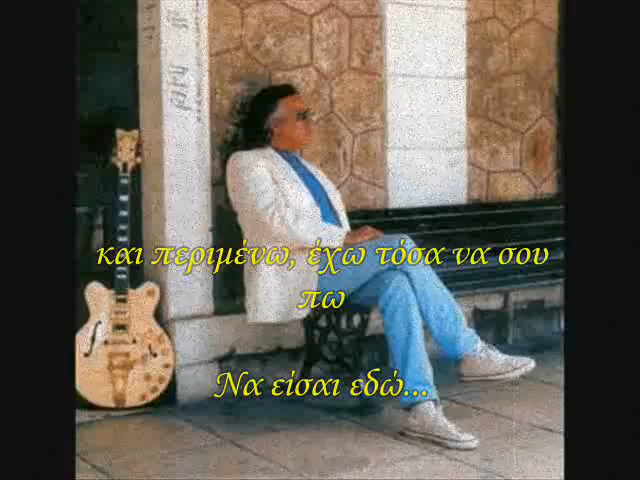 και περιμένω, έχω τόσα να σου
πω
Να είσαι εδώ...